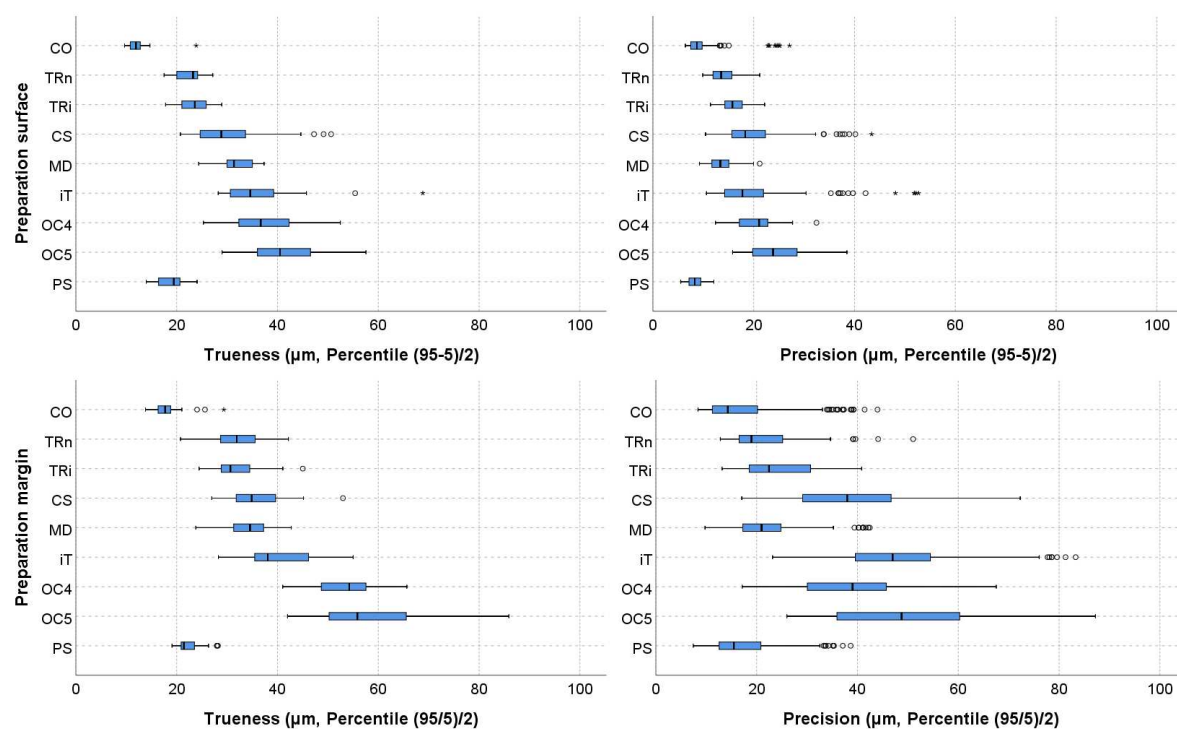 Preparation surface
CO
TRn
TRi
CS
MD
iT
OC4
OC5
PS
0 20 40 60 80 100
Trueness (µm, Percentile (95-5)/2)
CO
TRn
TRi
CS
MD
iT
OC4
OC5
PS
0 20 40 60 80 100
Precision (µm, Percentile (95-5)/2)
Preparation margin
CO
TRn
TRi
CS
MD
iT
OC4
OC5
PS
0 20 40 60 80 100
Trueness (µm, Percentile (95/5)/2)
CO
TRn
TRi
CS
MD
iT
OC4
OC5
PS
0 20 40 60 80 100
Precision (µm, Percentile (95/5)/2)